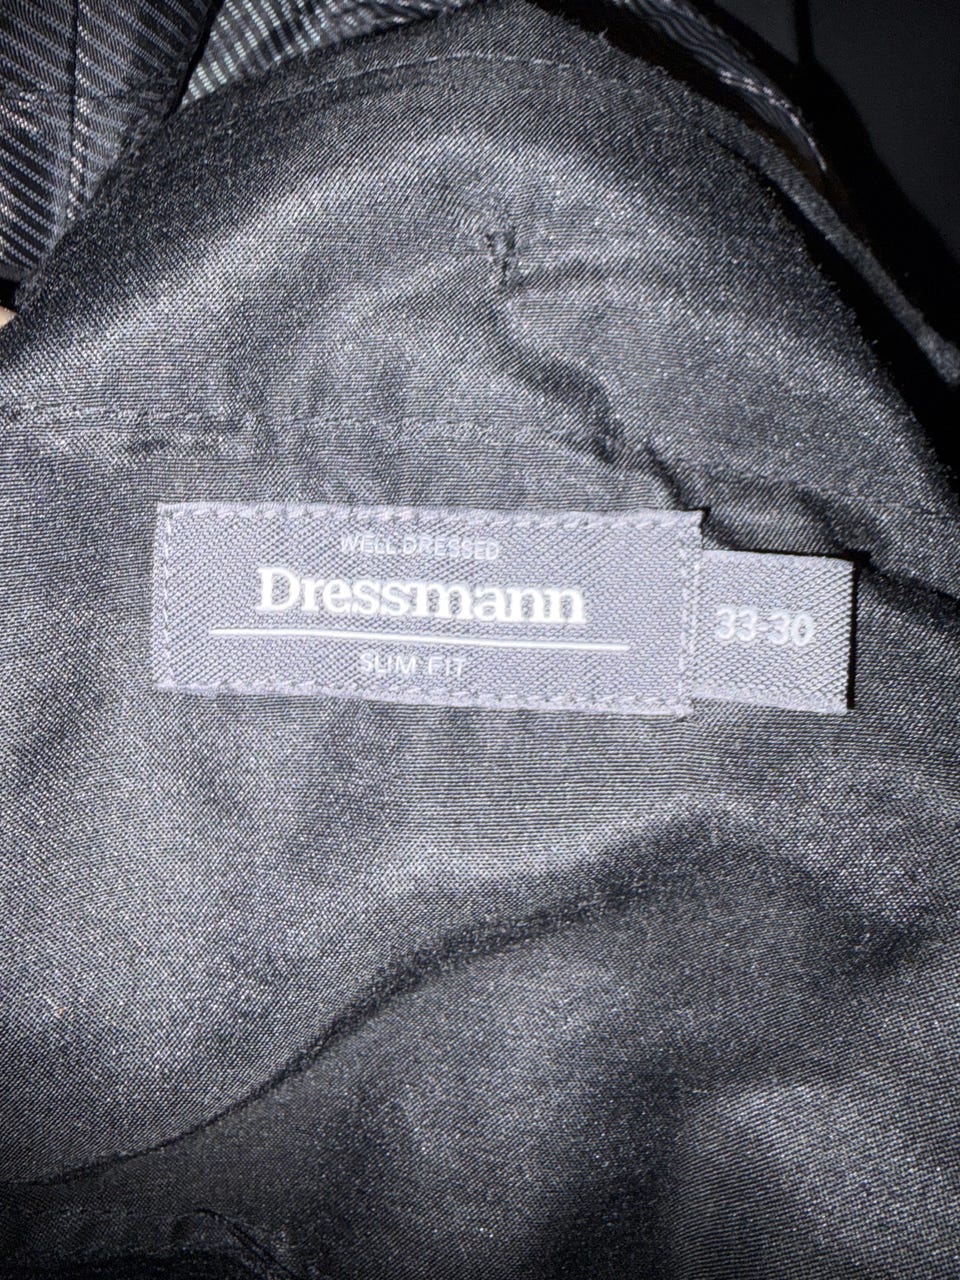 WELL DRESSED
Dressmann
SLIM FIT
33-30